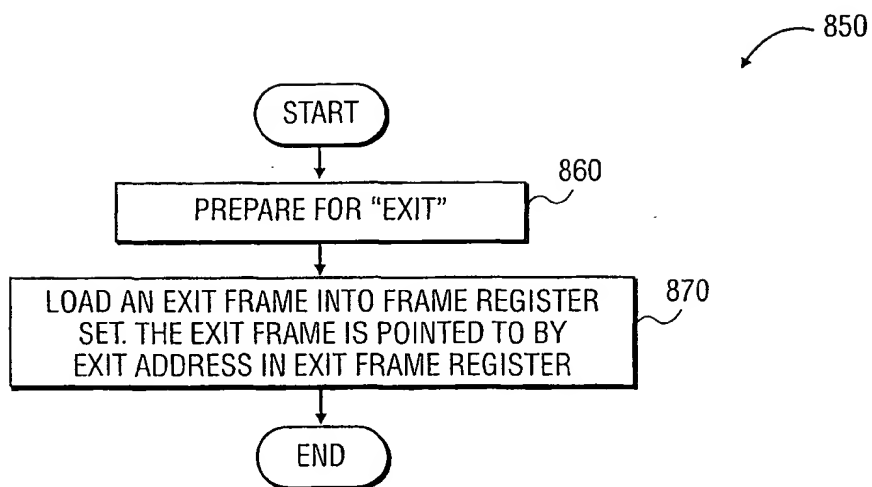 850
START
860
PREPARE FOR “EXIT”
LOAD AN EXIT FRAME INTO FRAME REGISTER
SET. THE EXIT FRAME IS POINTED TO BY
EXIT ADDRESS IN EXIT FRAME REGISTER
870
END